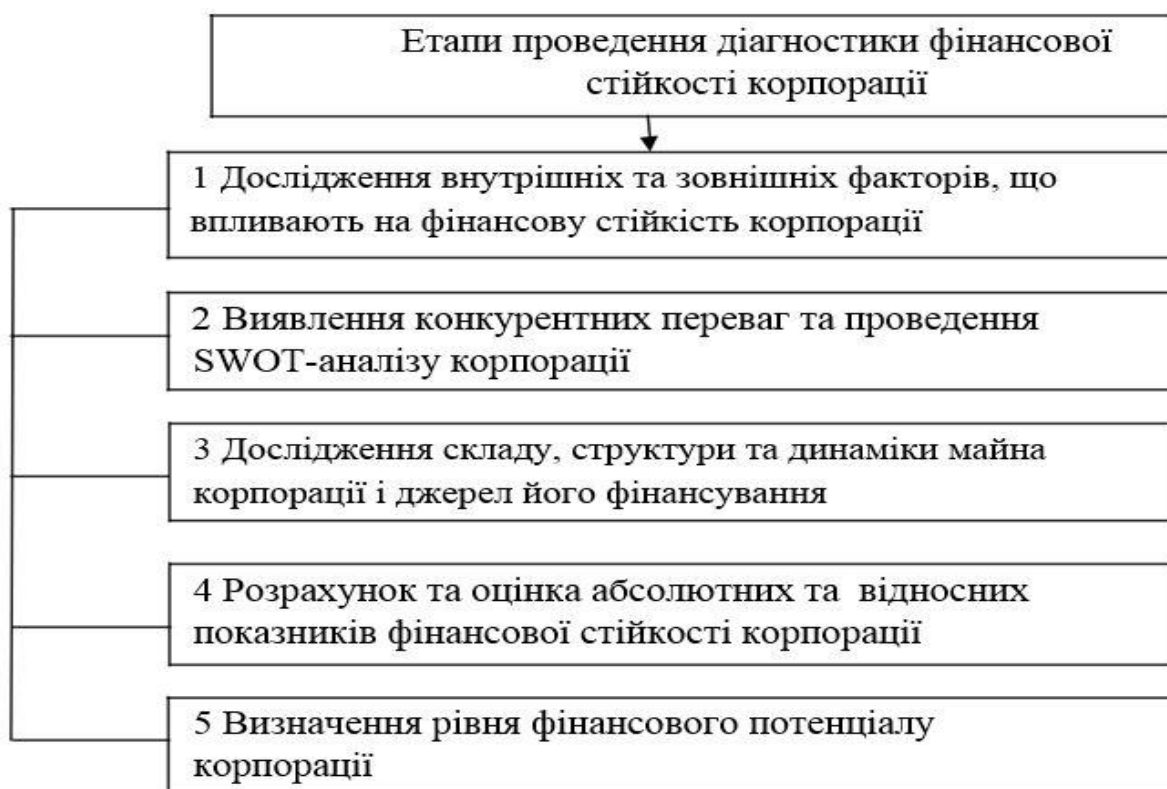 Етапи проведення діагностики фінансової
стійкості корпорації
1 Дослідження внутрішніх та зовнішніх факторів, що
впливають на фінансову стійкість корпорації
2 Виявлення конкурентних переваг та проведення
SWOT-аналізу корпорації
3 Дослідження складу, структури та динаміки майна
корпорації і джерел його фінансування
4 Розрахунок та оцінка абсолютних та відносних
показників фінансової стійкості корпорації
5 Визначення рівня фінансового потенціалу
корпорації